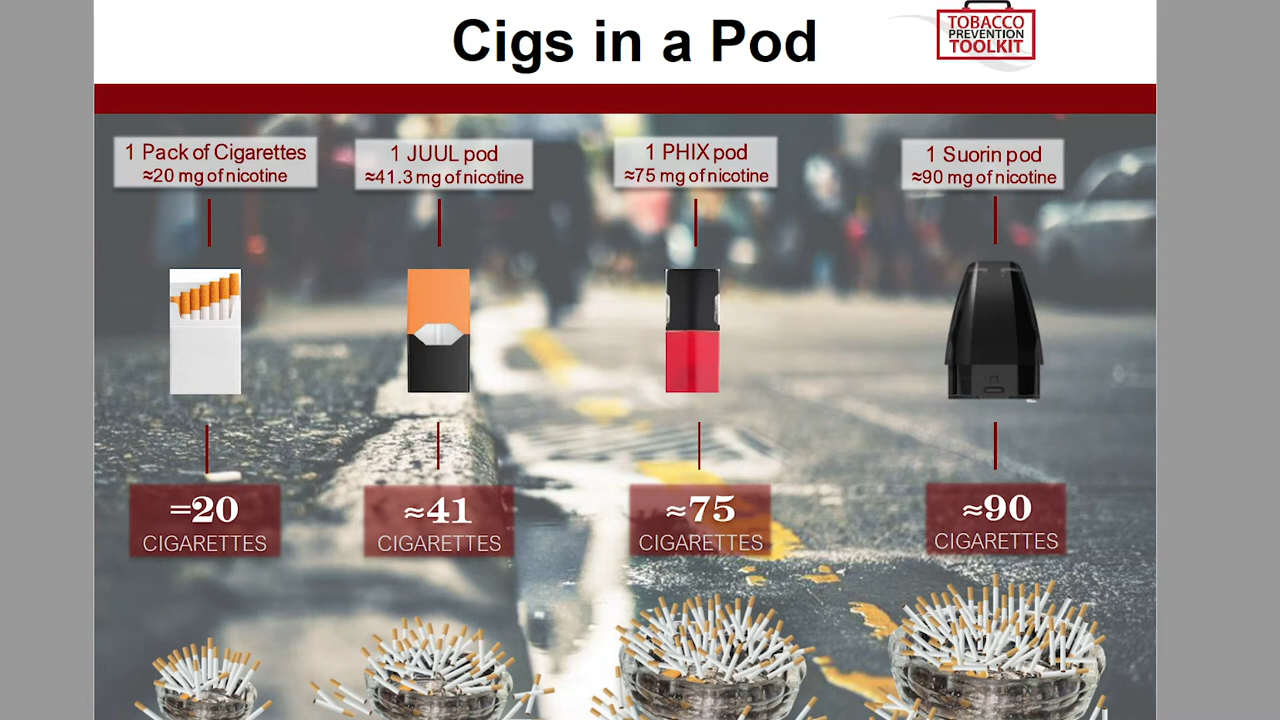 Cigs in a Pod
TOBACCO
PREVENTION
TOOLKIT
1 Pack of Cigarettes
≈20 mg of nicotine
1 JUUL pod
≈41.3 mg of nicotine
1 PHIX pod
≈75 mg of nicotine
1 Suorin pod
≈90 mg of nicotine
=20
CIGARETTES
≈41
CIGARETTES
≈75
CIGARETTES
≈90
CIGARETTES